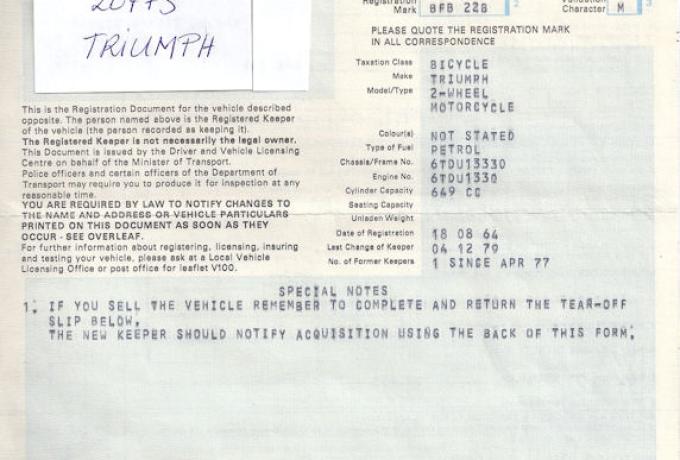 TRiUMPH
Registration Mark BFB 22B 2 Validation Character M 3
PLEASE QUOTE THE REGISTRATION MARK
IN ALL CORRESPONDENCE
Taxation Class BICYCLE
Make TRIUMPH
Model/Type 2-WHEEL
MOTORCYCLE
Colour(s) NOT STATED
Type of Fuel PETROL
Chassis/Frame No. 6TDU13330
Engine No. 6TDU13330
Cylinder Capacity 649 CC
Seating Capacity
Unladen Weight
Date of Registration 18 08 64
Last Change of Keeper 04 12 79
No. of Former Keepers 1 SINCE APR 77
This is the Registration Document for the vehicle described
opposite. The person named above is the Registered Keeper
of the vehicle (the person recorded as keeping it).
The Registered Keeper is not necessarily the legal owner.
This Document is issued by the Driver and Vehicle Licensing
Centre on behalf of the Minister of Transport.
Police officers and certain officers of the Department of
Transport may require you to produce it for inspection at any
reasonable time.
YOU ARE REQUIRED BY LAW TO NOTIFY CHANGES TO
THE NAME AND ADDRESS OR VEHICLE PARTICULARS
PRINTED ON THIS DOCUMENT AS SOON AS THEY
OCCUR - SEE OVERLEAF.
For further information about registering, licensing, insuring
and testing your vehicle, please ask at a Local Vehicle
Licensing Office or post office for leaflet V100.
SPECIAL NOTES
1. IF YOU SELL THE VEHICLE REMEMBER TO COMPLETE AND RETURN THE TEAR-OFF
SLIP BELOW.
THE NEW KEEPER SHOULD NOTIFY ACQUISITION USING THE BACK OF THIS FORM.